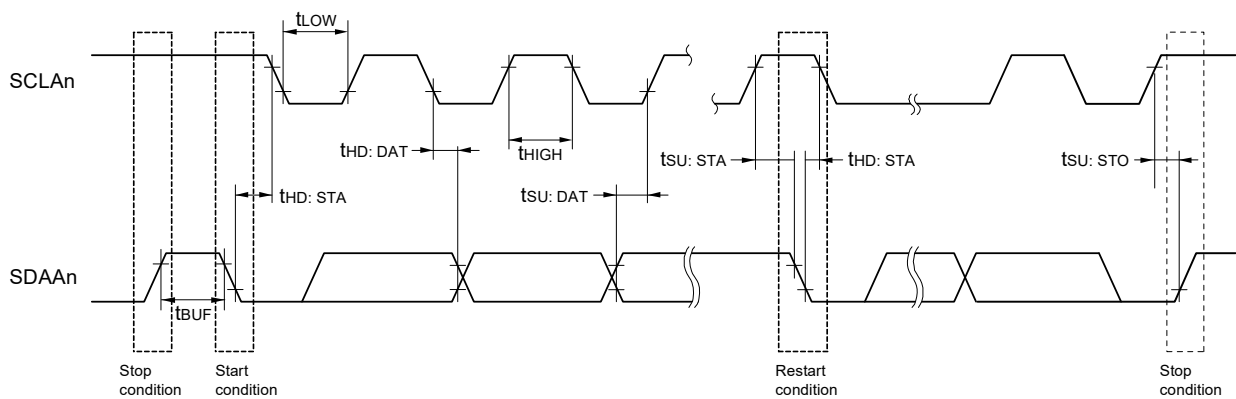 tLOW
SCLAn
tHD: DAT
tHIGH
tSU: STA
tHD: STA
tSU: STO
tHD: STA
tSU: DAT
SDAAn
tBUF
Stop
condition
Start
condition
Restart
condition
Stop
condition